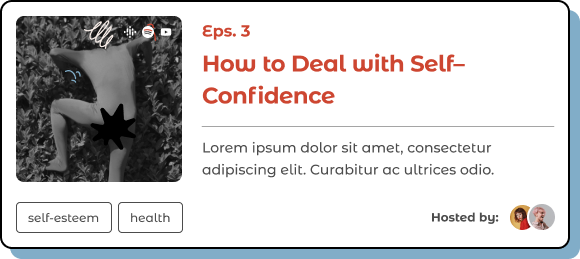 Eps. 3
How to Deal with Self-
Confidence
Lorem ipsum dolor sit amet, consectetur
adipiscing elit. Curabitur ac ultrices odio.
self-esteem
health
Hosted by: